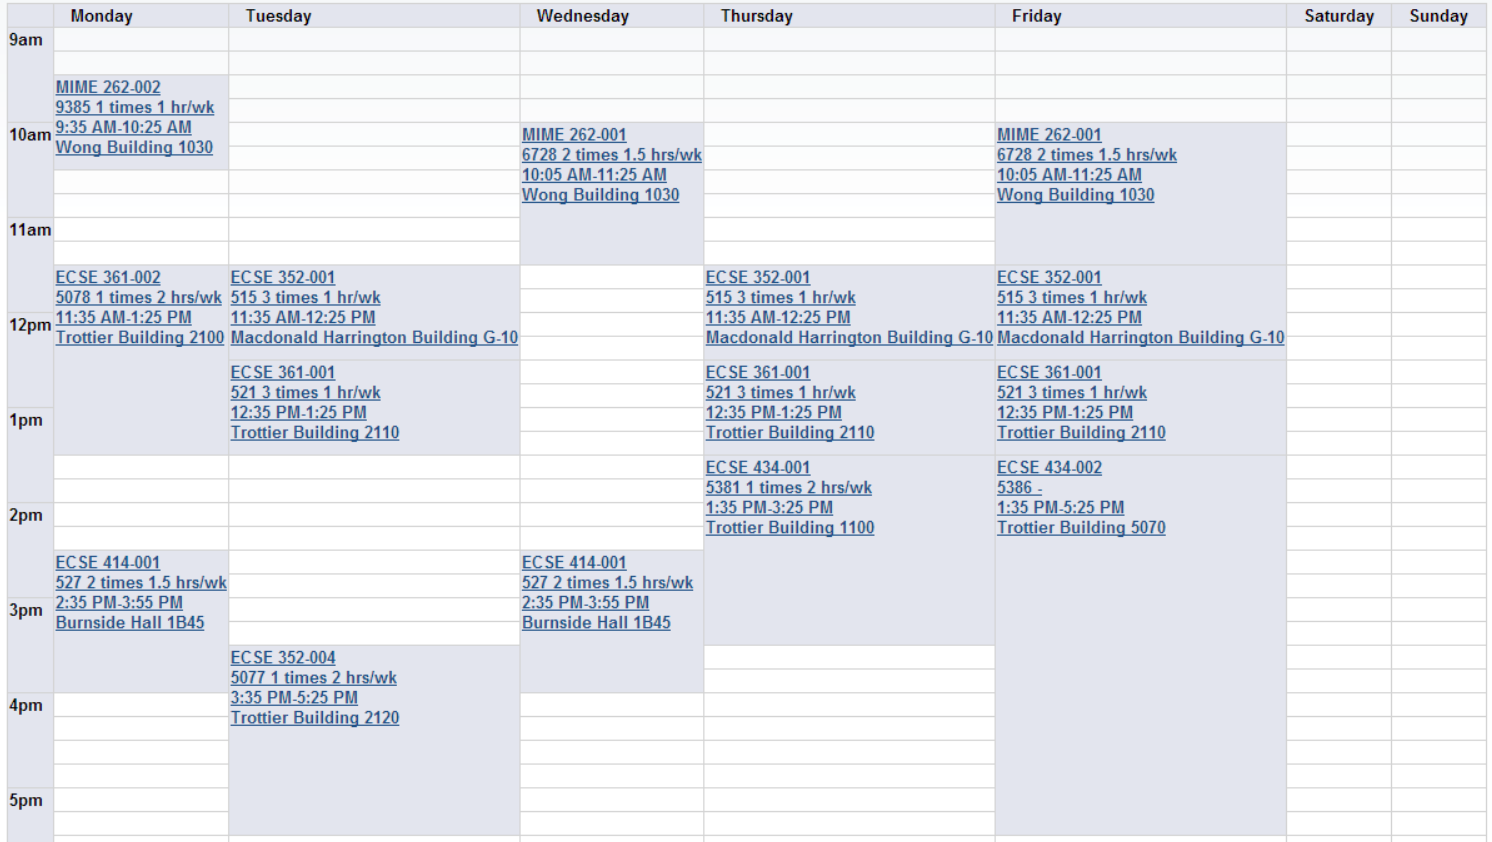 Monday Tuesday Wednesday Thursday Friday Saturday Sunday
9am
MIME 262-002
9385 1 times 1 hr/wk
9:35 AM-10:25 AM
Wong Building 1030
10am
MIME 262-001
6728 2 times 1.5 hrs/wk
10:05 AM-11:25 AM
Wong Building 1030
MIME 262-001
6728 2 times 1.5 hrs/wk
10:05 AM-11:25 AM
Wong Building 1030
11am
ECSE 361-002
5078 1 times 2 hrs/wk
11:35 AM-1:25 PM
Trottier Building 2100
ECSE 352-001
515 3 times 1 hr/wk
11:35 AM-12:25 PM
Macdonald Harrington Building G-10
ECSE 352-001
515 3 times 1 hr/wk
11:35 AM-12:25 PM
Macdonald Harrington Building G-10
ECSE 352-001
515 3 times 1 hr/wk
11:35 AM-12:25 PM
Macdonald Harrington Building G-10
12pm
ECSE 361-001
521 3 times 1 hr/wk
12:35 PM-1:25 PM
Trottier Building 2110
ECSE 361-001
521 3 times 1 hr/wk
12:35 PM-1:25 PM
Trottier Building 2110
ECSE 361-001
521 3 times 1 hr/wk
12:35 PM-1:25 PM
Trottier Building 2110
1pm
ECSE 434-001
5381 1 times 2 hrs/wk
1:35 PM-3:25 PM
Trottier Building 1100
ECSE 434-002
5386 -
1:35 PM-5:25 PM
Trottier Building 5070
2pm
ECSE 414-001
527 2 times 1.5 hrs/wk
2:35 PM-3:55 PM
Burnside Hall 1B45
ECSE 414-001
527 2 times 1.5 hrs/wk
2:35 PM-3:55 PM
Burnside Hall 1B45
3pm
ECSE 352-004
5077 1 times 2 hrs/wk
3:35 PM-5:25 PM
Trottier Building 2120
4pm
5pm